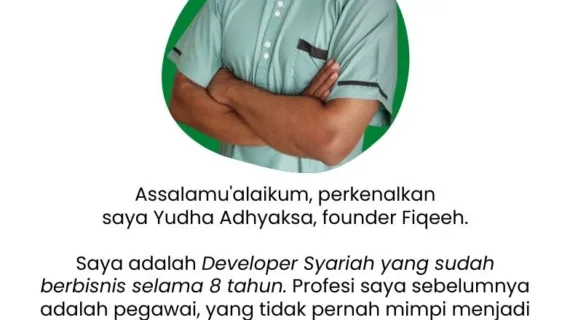 Assalamu'alaikum, perkenalkan
saya Yudha Adhyaksa, founder Fiqeeh.
Saya adalah Developer Syariah yang sudah
berbisnis selama 8 tahun. Profesi saya sebelumnya
adalah pegawai, yang tidak pernah mimpi menjadi